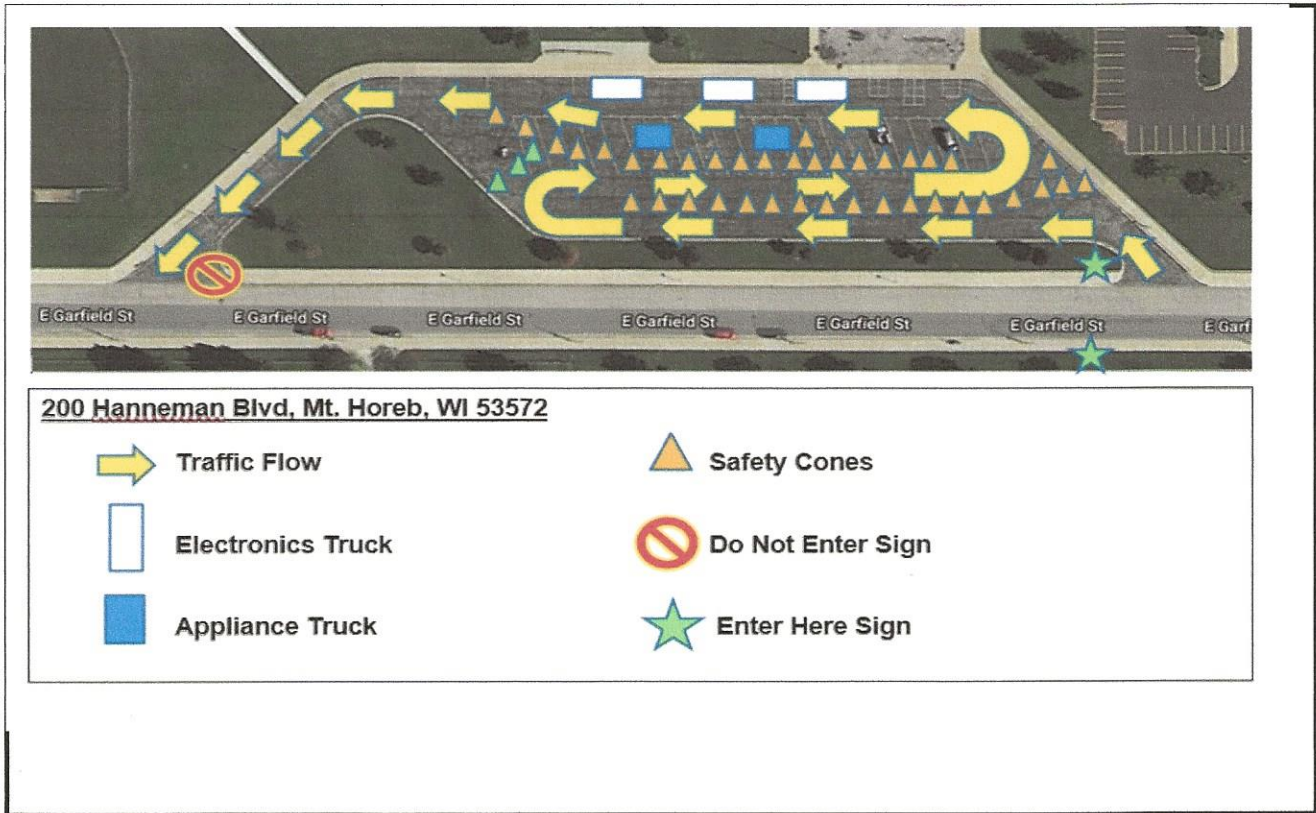 E Garfield St E Garfield St E Garfield St E Garfield St E Garfield St E Garfield St E Garf
200 Hanneman Blvd, Mt. Horeb, WI 53572
Traffic Flow
Safety Cones
Electronics Truck
Do Not Enter Sign
Appliance Truck
Enter Here Sign